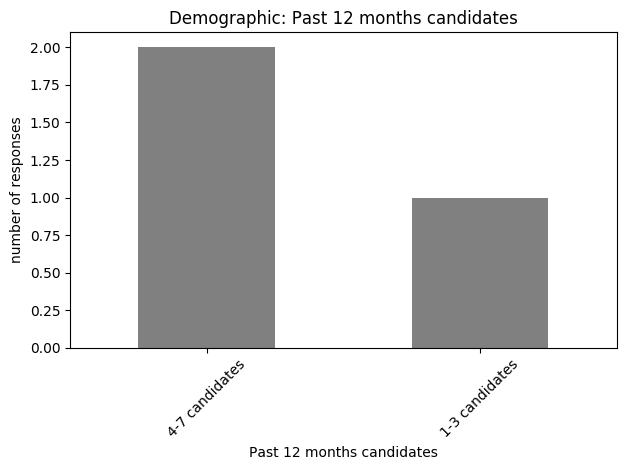 Demographic: Past 12 months candidates
number of responses
2.00
1.75
1.50
1.25
1.00
0.75
0.50
0.25
0.00
4-7 candidates
1-3 candidates
Past 12 months candidates